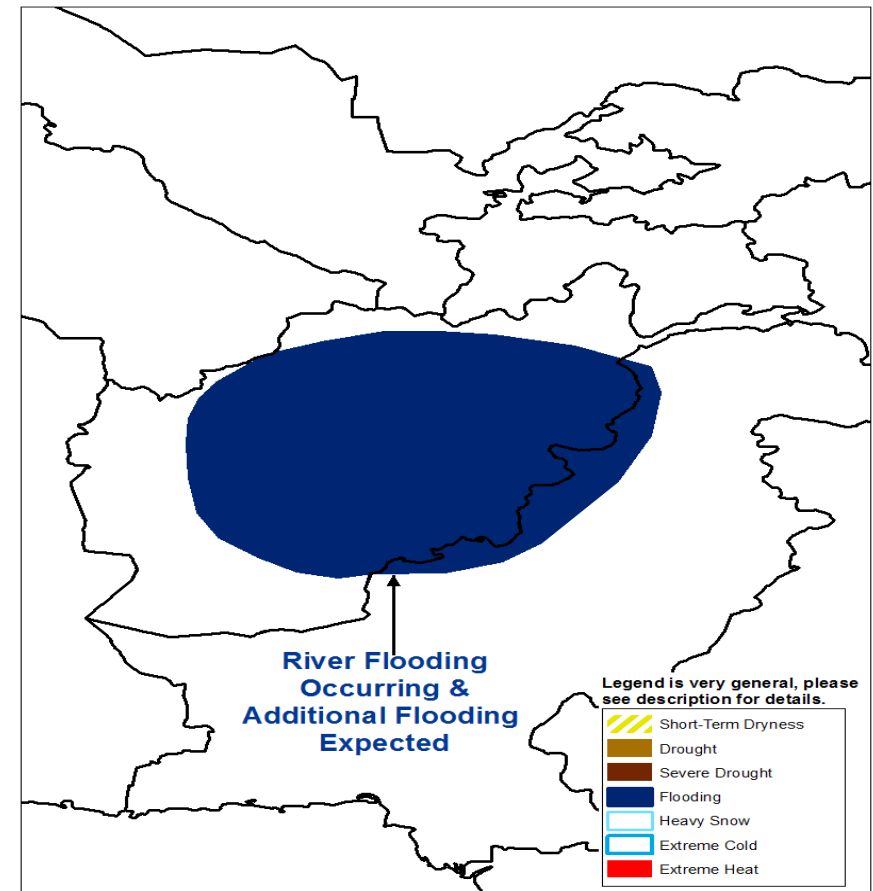 River Flooding
Occurring &
Additional Flooding
Expected
Legend is very general, please
see description for details.
Short-Term Dryness
Drought
Severe Drought
Flooding
Heavy Snow
Extreme Cold
Extreme Heat